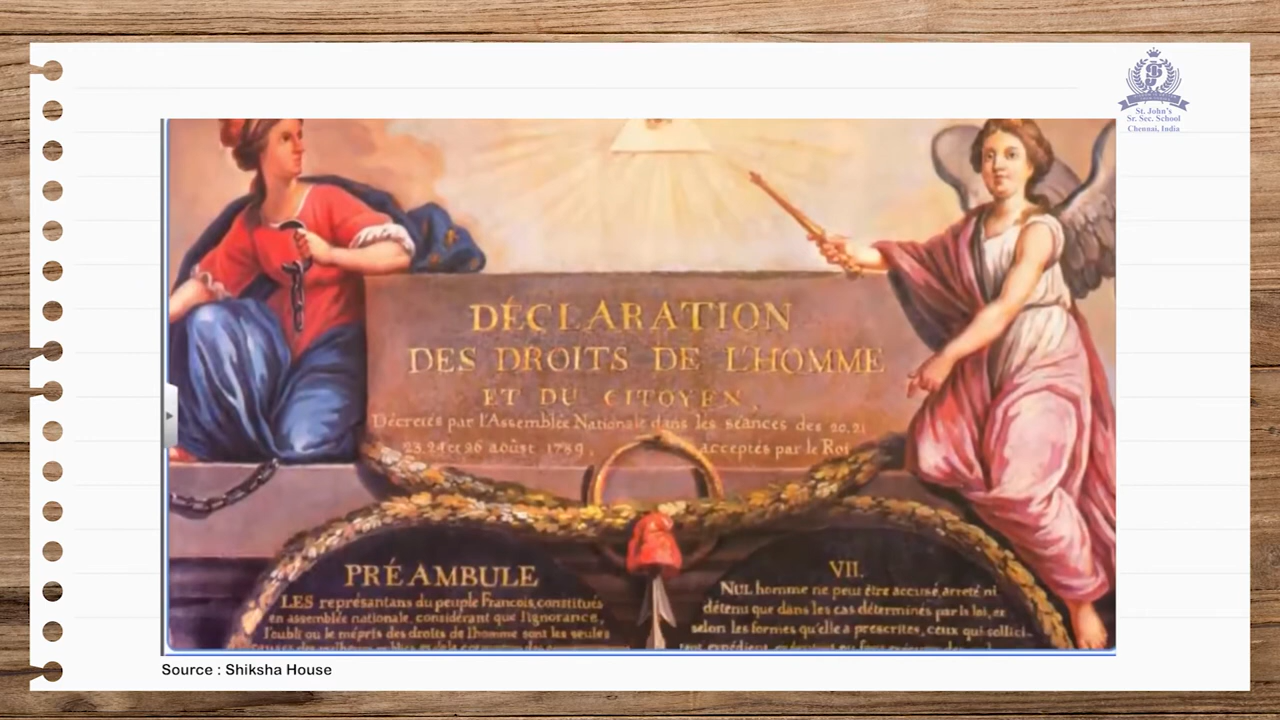 St. John's
Sr. Sec. School
Chennai, India
DÉCLARATION
DES DROITS DE L'HOMME
ET DU CITOYEN
Décretés par l'Assemblée Nationale dans les séances des 20. 21
23. 24 et 26 août 1789, acceptés par le Roi
PRÉAMBULE
LES représantans du peuple Francois, constitués
en assemblée nationale, considérant que l'ignorance,
l'oubli ou le mépris des droits de l'homme sont les seules
VII.
NUL homme ne peut être accusé, arreté ni
détenu que dans les cas déterminés par la loi, et
selon les formes qu'elle a prescrites, ceux qui sollici-
Source : Shiksha House